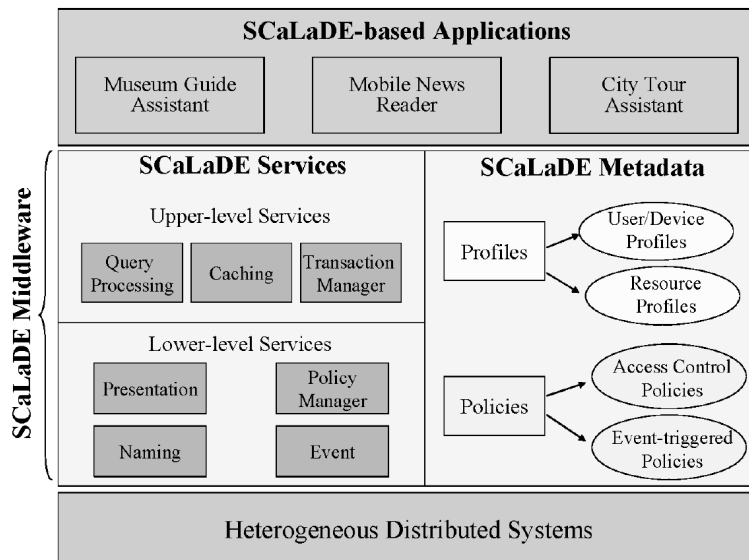 SCaLaDE-based Applications
Museum Guide
Assistant
Mobile News
Reader
City Tour
Assistant
SCaLaDE Middleware
SCaLaDE Services
Upper-level Services
Query
Processing
Caching
Transaction
Manager
Lower-level Services
Presentation
Policy
Manager
Naming
Event
SCaLaDE Metadata
Profiles
User/Device
Profiles
Resource
Profiles
Policies
Access Control
Policies
Event-triggered
Policies
Heterogeneous Distributed Systems